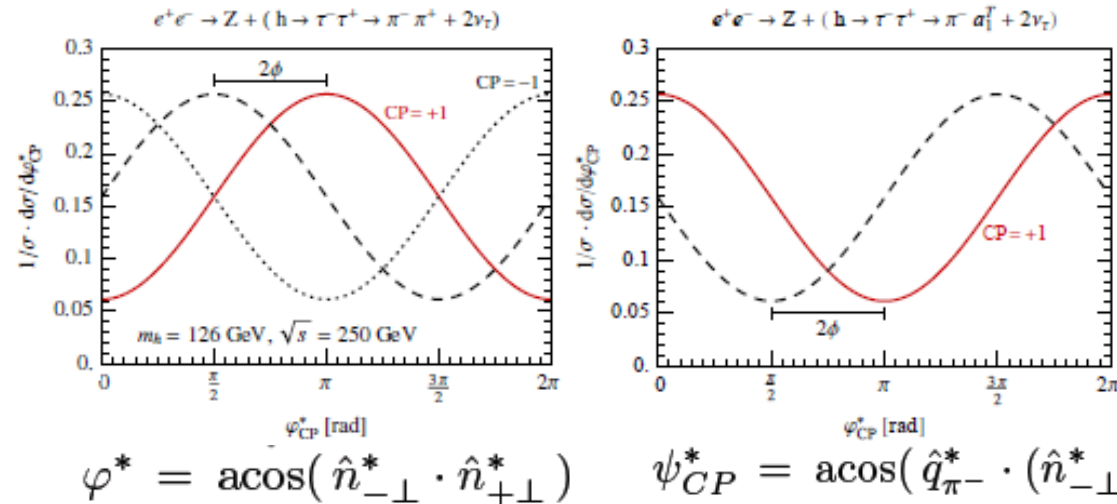 e⁺e⁻ → Z + ( h → τ⁻τ⁺ → π⁻ π⁺ + 2ν_τ)
0.3
0.25
0.2
0.15
0.1
0.05
0.
1/σ · dσ/dφ*_CP
2ϕ
CP = −1
CP = +1
m_h = 126 GeV, √s = 250 GeV
0 π/2 π 3π/2 2π
φ*_CP [rad]
φ* = acos( n̂*_−⊥ · n̂*_+⊥ )
e⁺e⁻ → Z + ( h → τ⁻τ⁺ → π⁻ a₁ᵀ + 2ν_τ)
0.3
0.25
0.2
0.15
0.1
0.05
0.
1/σ · dσ/dφ*_CP
CP = +1
2ϕ
0 π/2 π 3π/2 2π
φ*_CP [rad]
ψ*_CP = acos( q̂*_π⁻ · (n̂*_−⊥